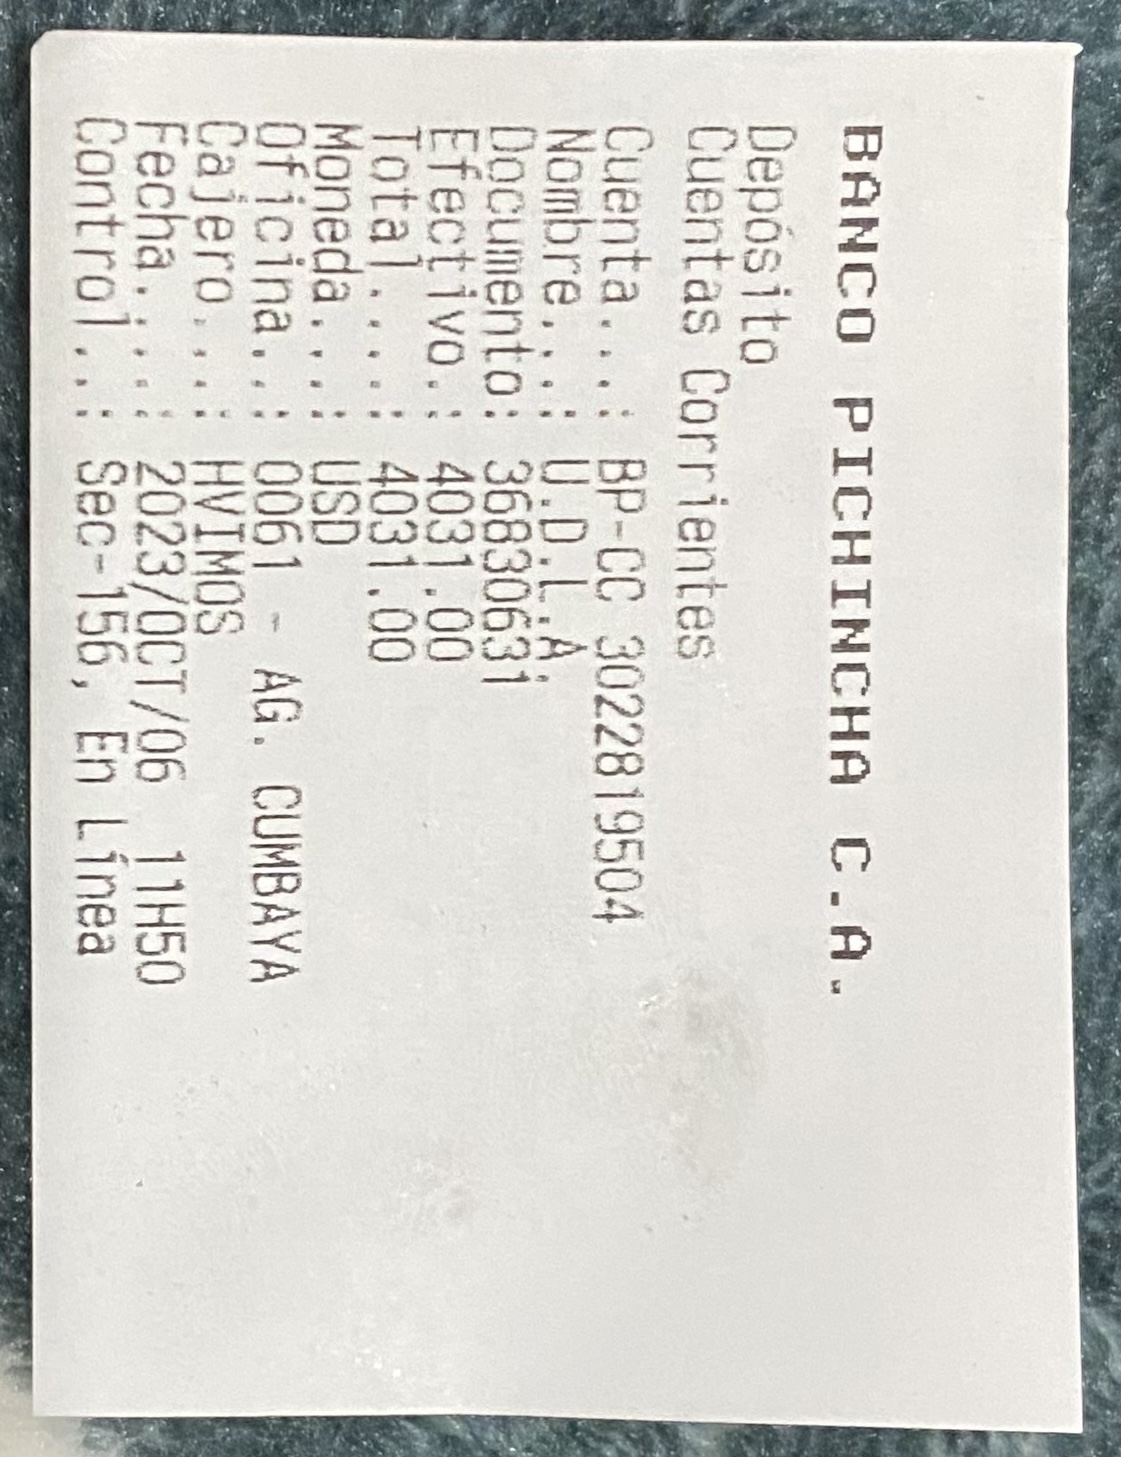 BANCO PICHINCHA C.A.
Depósito
Cuentas Corrientes
Cuenta...: BP-CC 3022819504
Nombre...: U.D.L.A.
Documento: 36830631
Efectivo.: 4031.00
Total....: 4031.00
Moneda...: USD
Oficina..: 0061 - AG. CUMBAYA
Cajero...: HVIMOS
Fecha....: 2023/OCT/06 11H50
Control..: Sec-156, En Línea